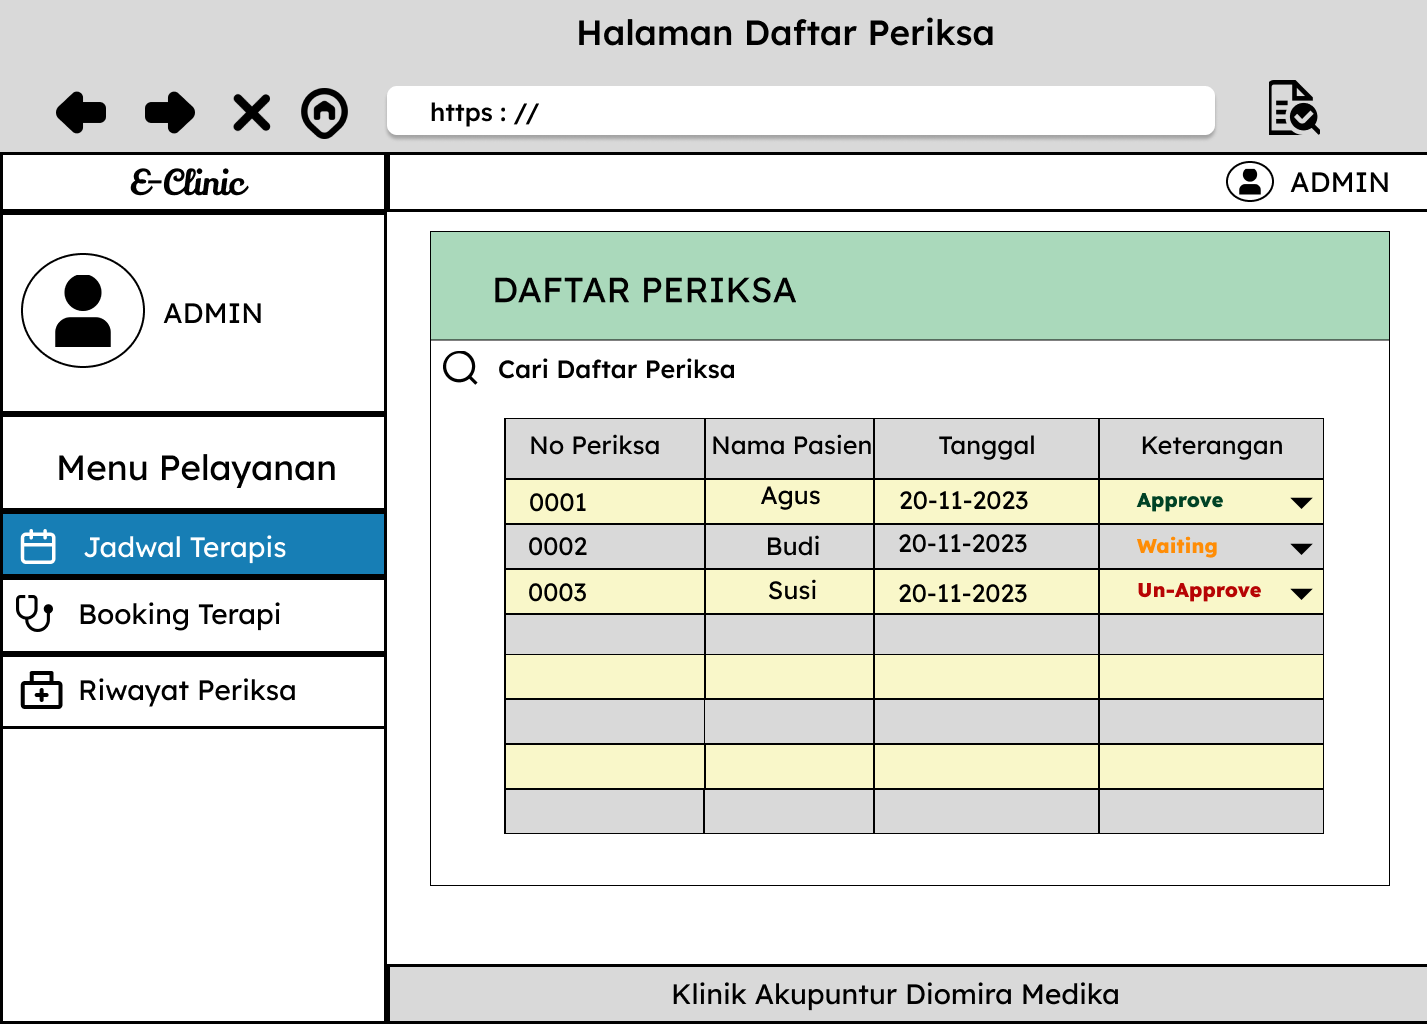 Halaman Daftar Periksa
https : //
E-Clinic
ADMIN
ADMIN
Menu Pelayanan
Jadwal Terapis
Booking Terapi
Riwayat Periksa
DAFTAR PERIKSA
Cari Daftar Periksa
No Periksa Nama Pasien Tanggal Keterangan
0001 Agus 20-11-2023 Approve
0002 Budi 20-11-2023 Waiting
0003 Susi 20-11-2023 Un-Approve
Klinik Akupuntur Diomira Medika